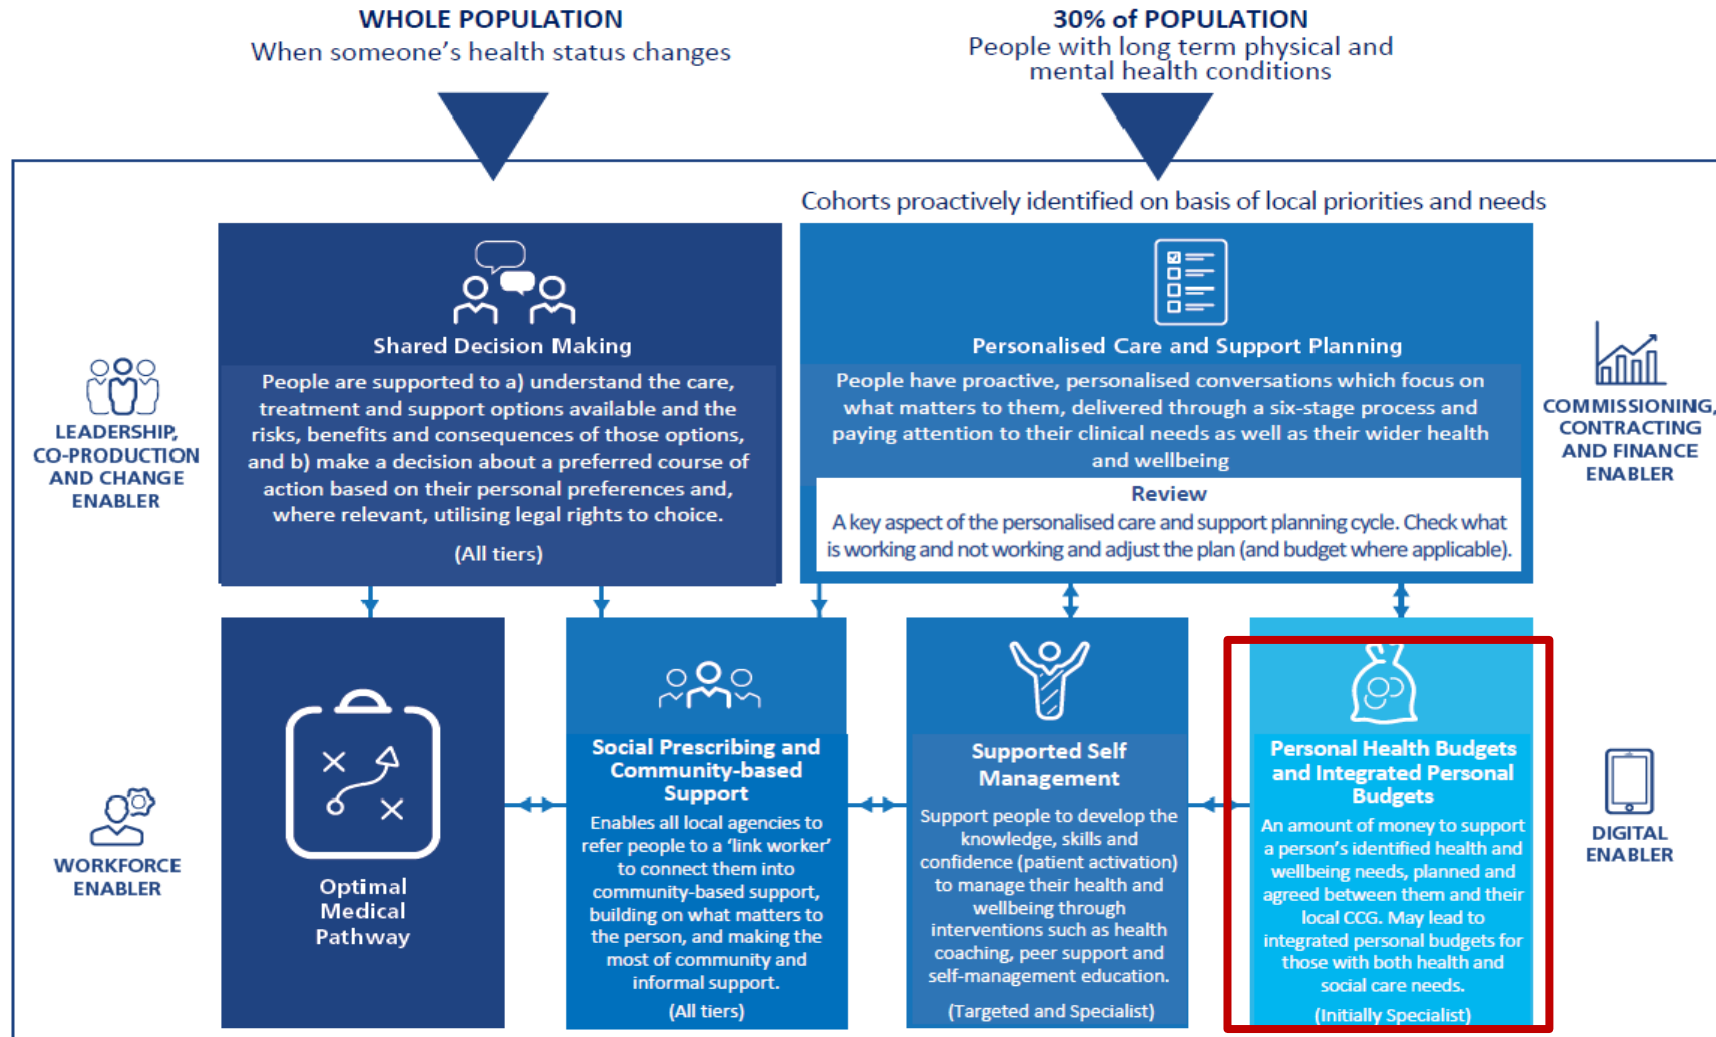 WHOLE POPULATION
When someone's health status changes
30% of POPULATION
People with long term physical and
mental health conditions
Cohorts proactively identified on basis of local priorities and needs
Shared Decision Making
People are supported to a) understand the care,
treatment and support options available and the
risks, benefits and consequences of those options,
and b) make a decision about a preferred course of
action based on their personal preferences and,
where relevant, utilising legal rights to choice.
(All tiers)
Personalised Care and Support Planning
People have proactive, personalised conversations which focus on
what matters to them, delivered through a six-stage process and
paying attention to their clinical needs as well as their wider health
and wellbeing
Review
A key aspect of the personalised care and support planning cycle. Check what
is working and not working and adjust the plan (and budget where applicable).
LEADERSHIP,
CO-PRODUCTION
AND CHANGE
ENABLER
COMMISSIONING,
CONTRACTING
AND FINANCE
ENABLER
WORKFORCE
ENABLER
Optimal
Medical
Pathway
Social Prescribing and
Community-based
Support
Enables all local agencies to
refer people to a ‘link worker’
to connect them into
community-based support,
building on what matters to
the person, and making the
most of community and
informal support.
(All tiers)
Supported Self
Management
Support people to develop the
knowledge, skills and
confidence (patient activation)
to manage their health and
wellbeing through
interventions such as health
coaching, peer support and
self-management education.
(Targeted and Specialist)
Personal Health Budgets
and Integrated Personal
Budgets
An amount of money to support
a person's identified health and
wellbeing needs, planned and
agreed between them and their
local CCG. May lead to
integrated personal budgets for
those with both health and
social care needs.
(Initially Specialist)
DIGITAL
ENABLER